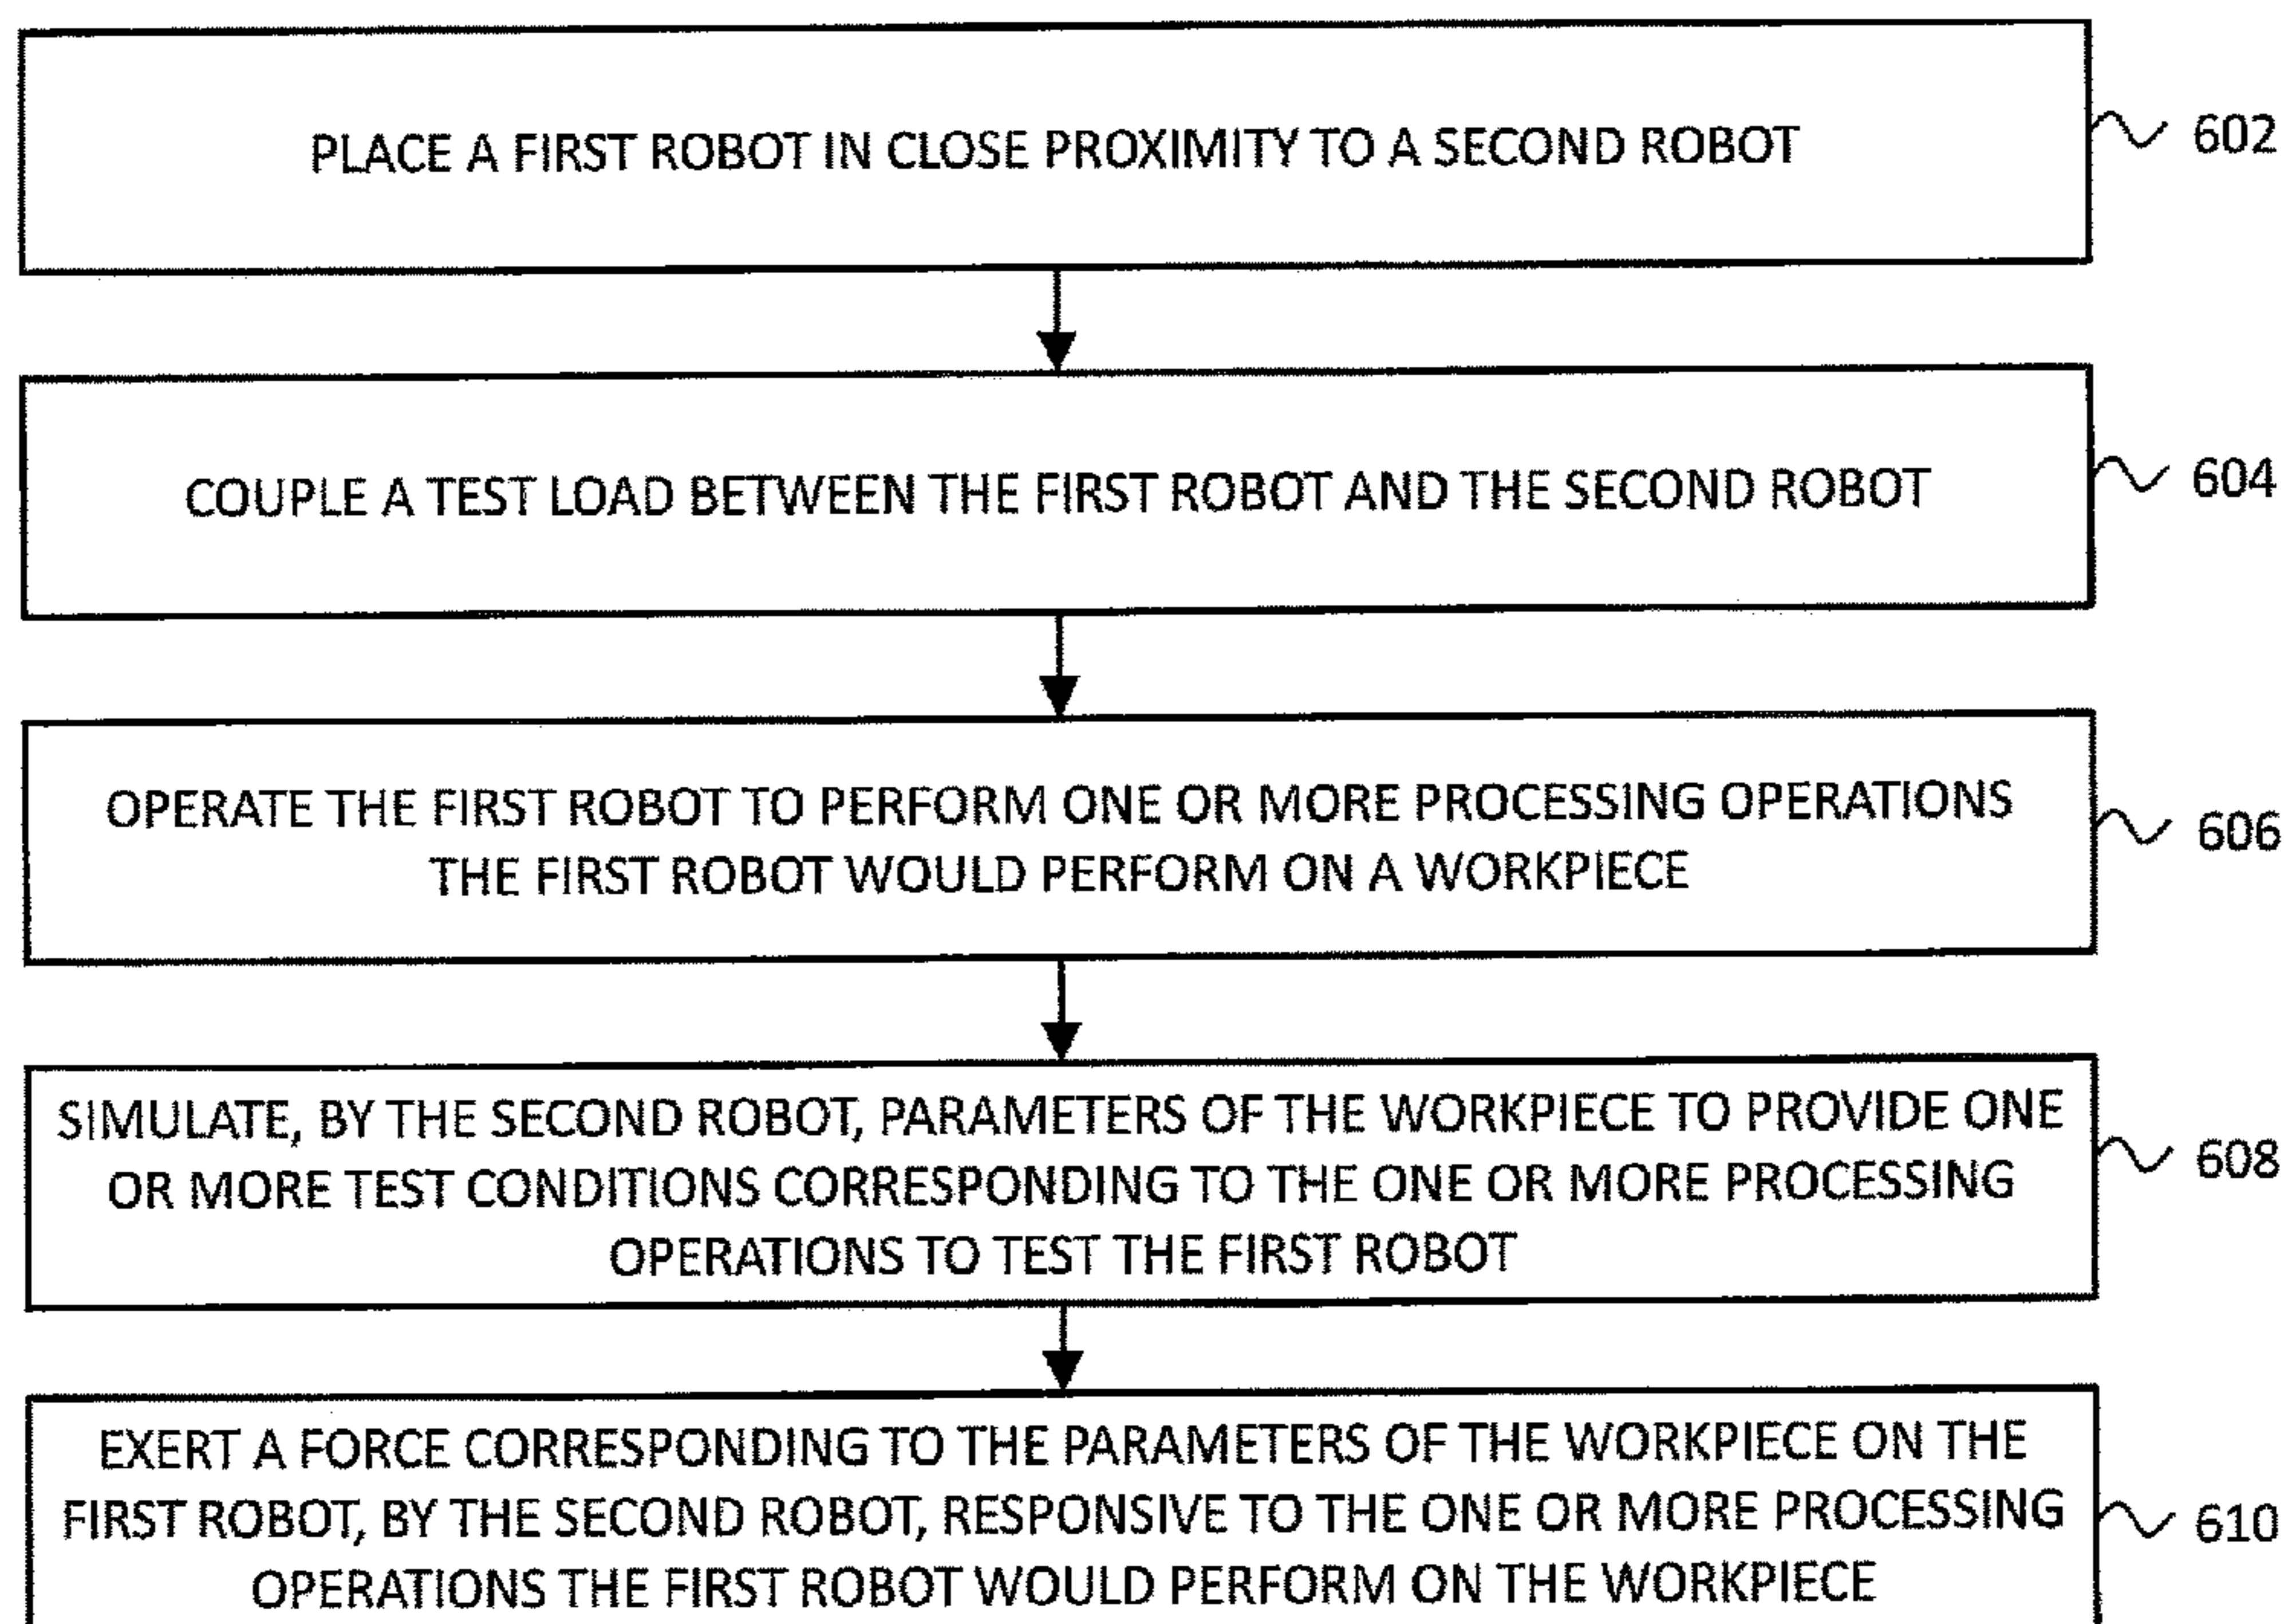 PLACE A FIRST ROBOT IN CLOSE PROXIMITY TO A SECOND ROBOT
602
COUPLE A TEST LOAD BETWEEN THE FIRST ROBOT AND THE SECOND ROBOT
604
OPERATE THE FIRST ROBOT TO PERFORM ONE OR MORE PROCESSING OPERATIONS
THE FIRST ROBOT WOULD PERFORM ON A WORKPIECE
606
SIMULATE, BY THE SECOND ROBOT, PARAMETERS OF THE WORKPIECE TO PROVIDE ONE
OR MORE TEST CONDITIONS CORRESPONDING TO THE ONE OR MORE PROCESSING
OPERATIONS TO TEST THE FIRST ROBOT
608
EXERT A FORCE CORRESPONDING TO THE PARAMETERS OF THE WORKPIECE ON THE
FIRST ROBOT, BY THE SECOND ROBOT, RESPONSIVE TO THE ONE OR MORE PROCESSING
OPERATIONS THE FIRST ROBOT WOULD PERFORM ON THE WORKPIECE
610